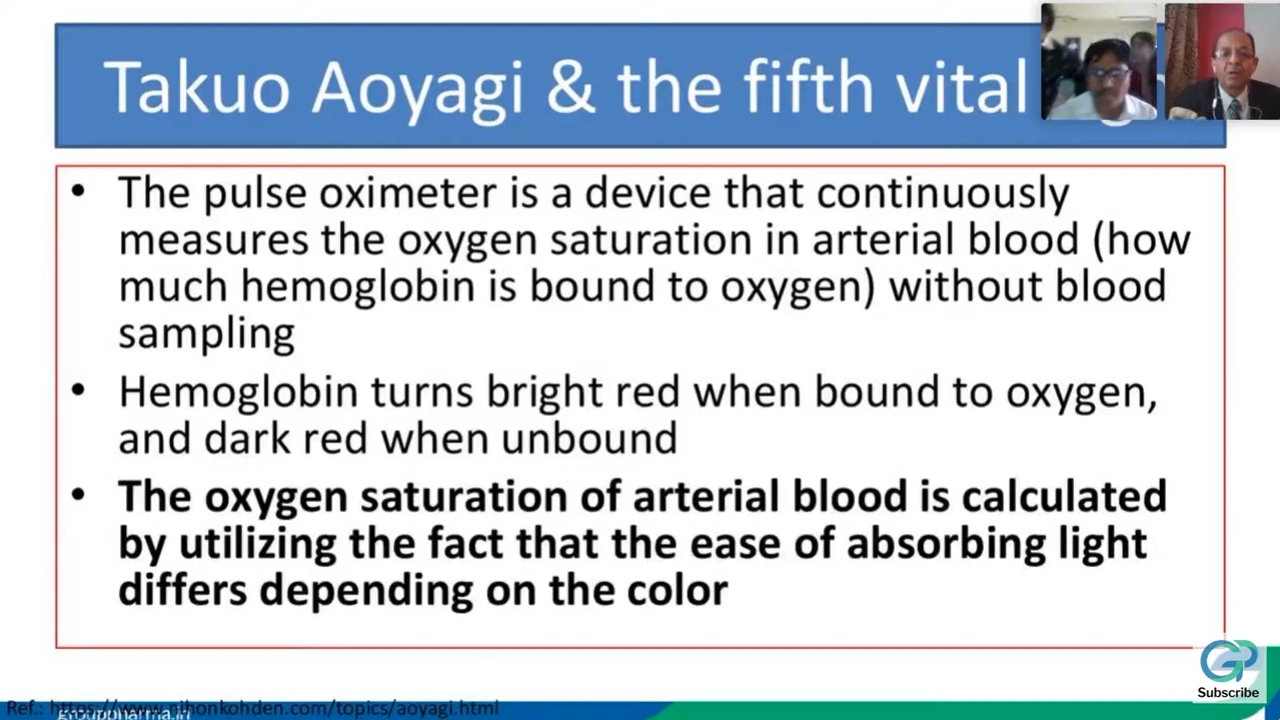 Takuo Aoyagi & the fifth vital
• The pulse oximeter is a device that continuously
measures the oxygen saturation in arterial blood (how
much hemoglobin is bound to oxygen) without blood
sampling
• Hemoglobin turns bright red when bound to oxygen,
and dark red when unbound
• The oxygen saturation of arterial blood is calculated
by utilizing the fact that the ease of absorbing light
differs depending on the color
GP
Subscribe
Ref.: https://www.nihonkohden.com/topics/aoyagi.html
grouppharma.in